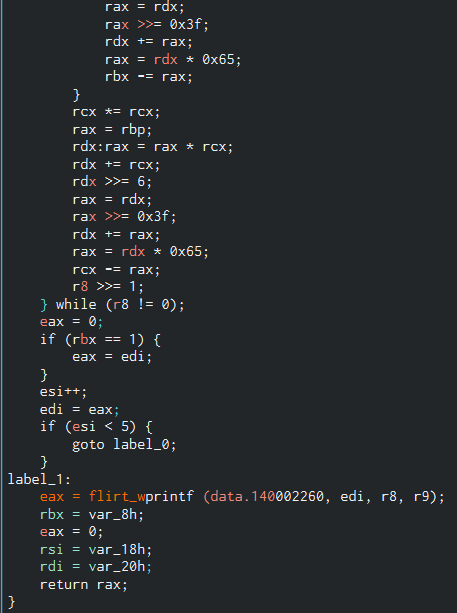 rax = rdx;
rax >>= 0x3f;
rdx += rax;
rax = rdx * 0x65;
rbx -= rax;
}
rcx *= rcx;
rax = rbp;
rdx:rax = rax * rcx;
rdx += rcx;
rdx >>= 6;
rax = rdx;
rax >>= 0x3f;
rdx += rax;
rax = rdx * 0x65;
rcx -= rax;
r8 >>= 1;
} while (r8 != 0);
eax = 0;
if (rbx == 1) {
eax = edi;
}
esi++;
edi = eax;
if (esi < 5) {
goto label_0;
}
label_1:
eax = flirt_wprintf (data.140002260, edi, r8, r9);
rbx = var_8h;
eax = 0;
rsi = var_18h;
rdi = var_20h;
return rax;
}